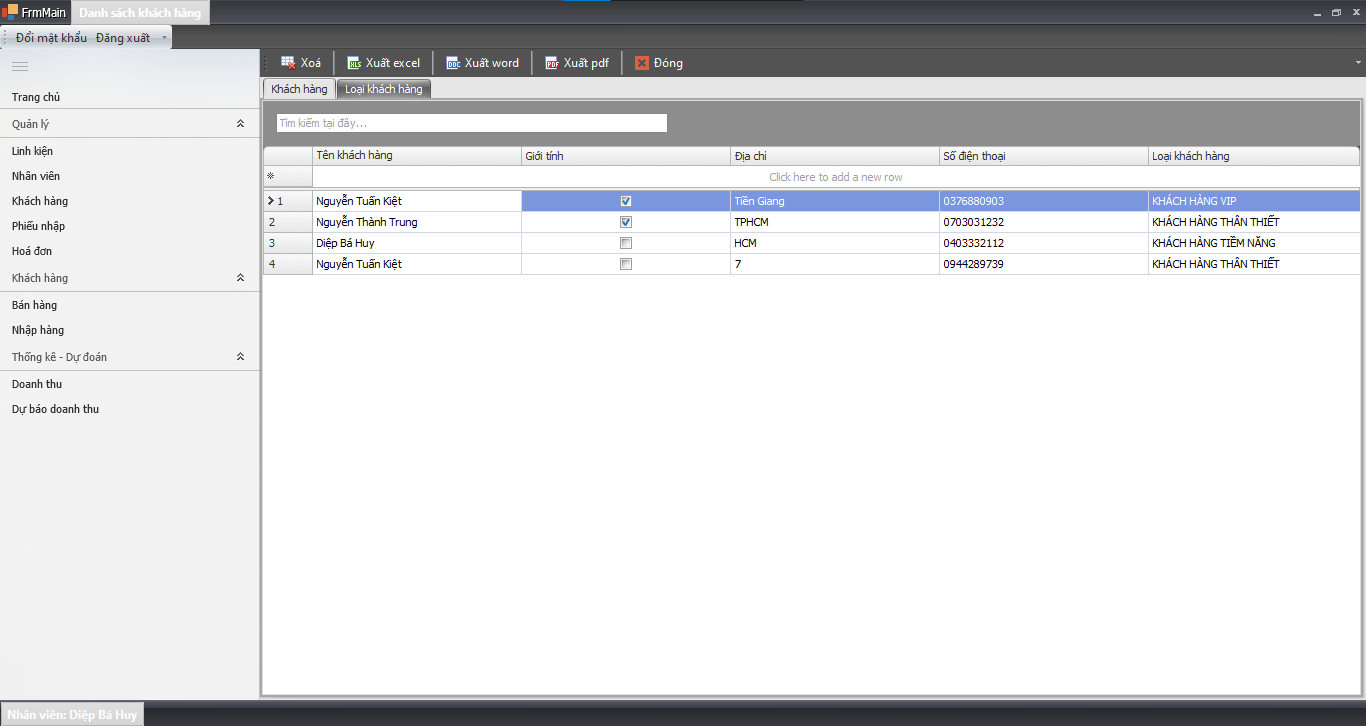 FrmMain Danh sách khách hàng
Đổi mật khẩu Đăng xuất
Xoá Xuất excel Xuất word Xuất pdf Đóng
Trang chủ
Quản lý
Linh kiện
Nhân viên
Khách hàng
Phiếu nhập
Hoá đơn
Khách hàng
Bán hàng
Nhập hàng
Thống kê - Dự đoán
Doanh thu
Dự báo doanh thu
Khách hàng Loại khách hàng
Tìm kiếm tại đây...
Tên khách hàng Giới tính Địa chỉ Số điện thoại Loại khách hàng
Click here to add a new row
1 Nguyễn Tuấn Kiệt Tiền Giang 0376880903 KHÁCH HÀNG VIP
2 Nguyễn Thành Trung TPHCM 0703031232 KHÁCH HÀNG THÂN THIẾT
3 Diệp Bá Huy HCM 0403332112 KHÁCH HÀNG TIỀM NĂNG
4 Nguyễn Tuấn Kiệt 7 0944289739 KHÁCH HÀNG THÂN THIẾT
Nhân viên: Diệp Bá Huy